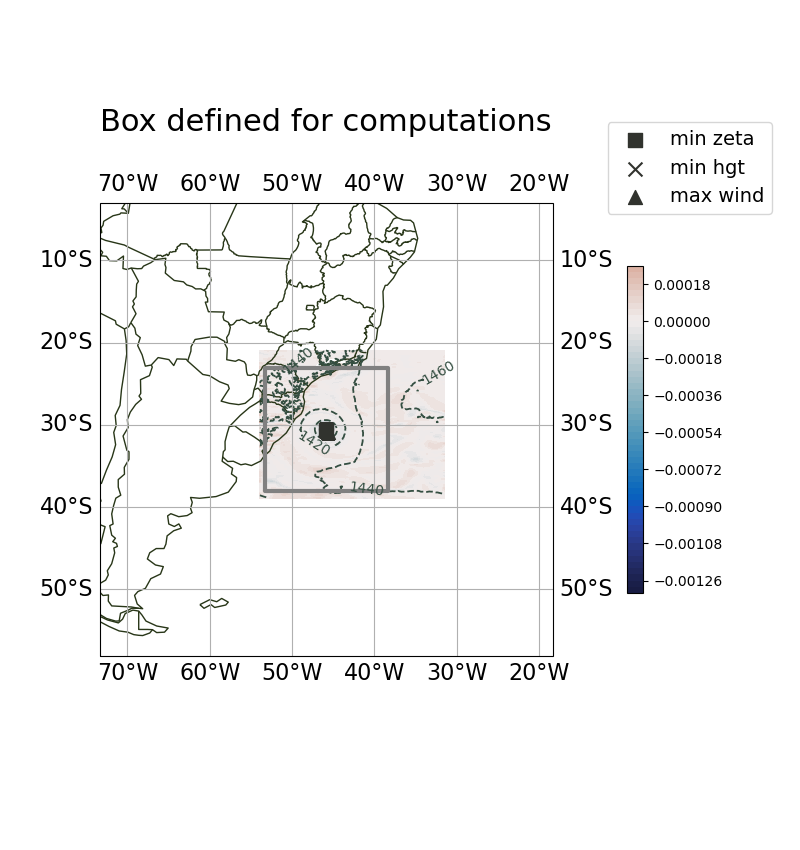 Box defined for computations
min zeta
min hgt
max wind
70°W 60°W 50°W 40°W 30°W 20°W
10°S 10°S
20°S 20°S
30°S 30°S
40°S 40°S
50°S 50°S
1440
1460
1420
1440
70°W 60°W 50°W 40°W 30°W 20°W
0.00018
0.00000
−0.00018
−0.00036
−0.00054
−0.00072
−0.00090
−0.00108
−0.00126